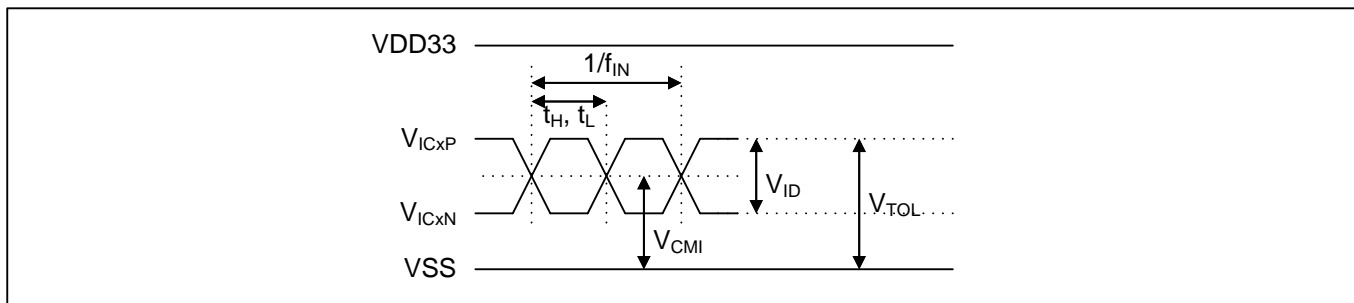 VDD33
1/fIN
tH, tL
VICxP
VID
VTOL
VICxN
VCMI
VSS